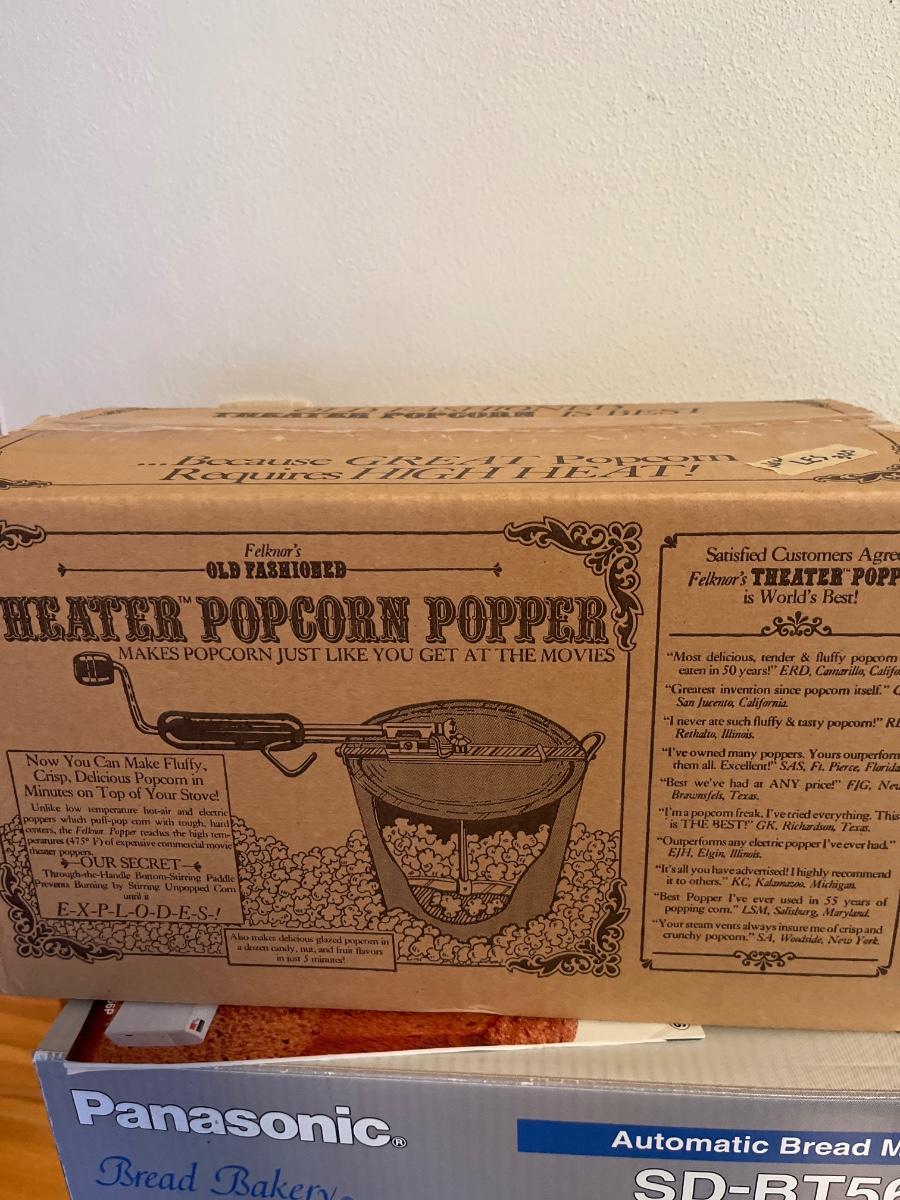 OLD FASHIONED
THEATER POPCORN IS BEST
...Because GREAT Popcorn
Requires HIGH HEAT!
LES
Felknor's
OLD FASHIONED
HEATER™ POPCORN POPPER
MAKES POPCORN JUST LIKE YOU GET AT THE MOVIES
Now You Can Make Fluffy,
Crisp, Delicious Popcorn in
Minutes on Top of Your Stove!
Unlike low temperature hot-air and electric
poppers which puff-pop corn with tough, hard
centers, the Felknor Popper reaches the high tem-
peratures (475° F) of expensive commercial movie
theater poppers.
OUR SECRET
Through-the-Handle Bottom-Stirring Paddle
Prevents Burning by Stirring Unpopped Corn
until it
E-X-P-L-O-D-E-S-!
Also makes delicious glazed popcorn in
a dozen candy, nut, and fruit flavors
in just 5 minutes!
Satisfied Customers Agre
Felknor's THEATER™ POPP
is World's Best!
"Most delicious, tender & fluffy popcorn
eaten in 50 years!" ERD, Camarillo, Califo
"Greatest invention since popcorn itself."
San Jucento, California.
"I never ate such fluffy & tasty popcorn!" RE
Rethalto, Illinois.
"I've owned many poppers. Yours outperform
them all. Excellent!" SAS, Ft. Pierce, Florida
"Best we've had at ANY price!" FJG, New
Brawnsfels, Texas.
"I'm a popcorn freak. I've tried everything. This
is THE BEST!" GK, Richardson, Texas.
"Outperforms any electric popper I've ever had."
EJH, Elgin, Illinois.
"It's all you have advertised! I highly recommend
it to others." KC, Kalamazoo, Michigan.
"Best Popper I've ever used in 55 years of
popping corn." LSM, Salisburg, Maryland.
"Your steam vents always insure me of crisp and
crunchy popcorn." SA, Woodside, New York.
Panasonic®
Automatic Bread M
Bread Bakery
SD-BT56